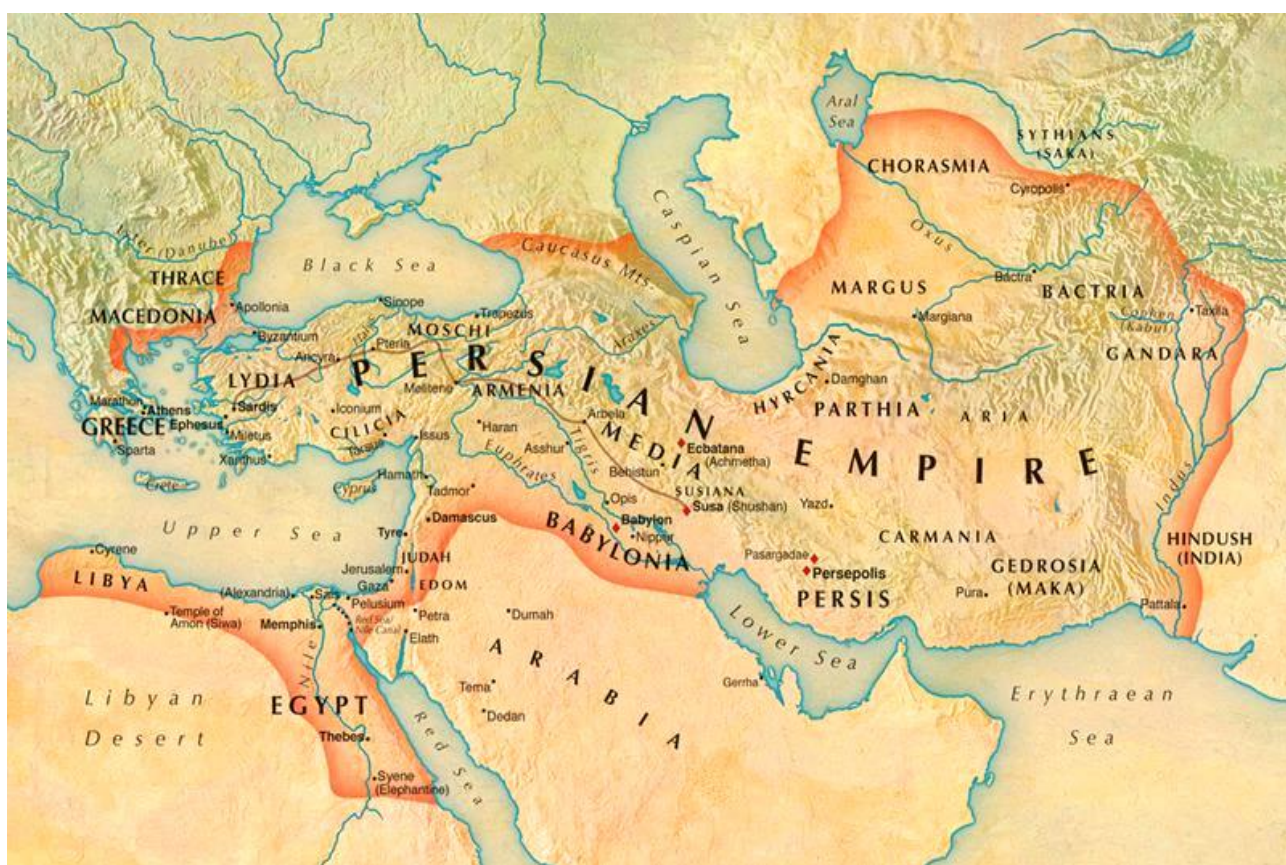 Aral
Sea
SYTHIANS
(SAKA)
CHORASMIA
Cyropolis
Caspian Sea
Oxus
Ister (Danube)
Black Sea
Caucasus Mts.
THRACE
MACEDONIA
Apollonia
Sinope
Trapezus
Byzantium
MOSCHI
Araxes
Pteria
Ancyra
MARGUS
Margiana
Bactra
BACTRIA
Cophen
(Kabul)
Taxila
GANDARA
LYDIA
PERSIAN EMPIRE
Melitene
ARMENIA
HYRCANIA
Damghan
PARTHIA
ARIA
Marathon
Athens
Sardis
GREECE
Ephesus
Miletus
Sparta
Xanthus
Iconium
CILICIA
Tarsus
Issus
Haran
Arbela
Asshur
Tigris
MEDIA
Ecbatana
(Achmetha)
Euphrates
Behistun
Crete
Cyprus
Hamath
Tadmor
SUSIANA
Opis
Susa (Shushan)
Yazd
Indus
Upper Sea
Damascus
Babylon
Nippur
BABYLONIA
Tyre
CARMANIA
HINDUSH
(INDIA)
Cyrene
LIBYA
JUDAH
Jerusalem
Gaza
EDOM
Pasargadae
Persepolis
PERSIS
GEDROSIA
(MAKA)
Pura
Pattala
(Alexandria)
Sais
Pelusium
Temple of
Amon (Siwa)
Memphis
Red Sea/
Nile Canal
Petra
Elath
Dumah
Lower Sea
ARABIA
Gerrha
Nile
Tema
Dedan
Libyan
Desert
EGYPT
Thebes
Red Sea
Erythraean
Sea
Syene
(Elephantine)